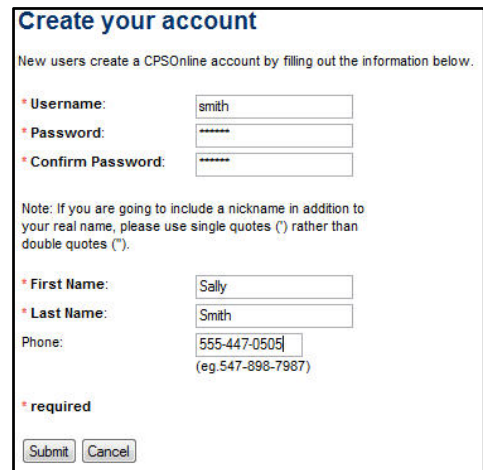 Create your account
New users create a CPSOnline account by filling out the information below.
* Username: smith
* Password: ******
* Confirm Password: ******
Note: If you are going to include a nickname in addition to
your real name, please use single quotes (') rather than
double quotes (").
* First Name: Sally
* Last Name: Smith
Phone: 555-447-0505
(eg.547-898-7987)
* required
Submit Cancel